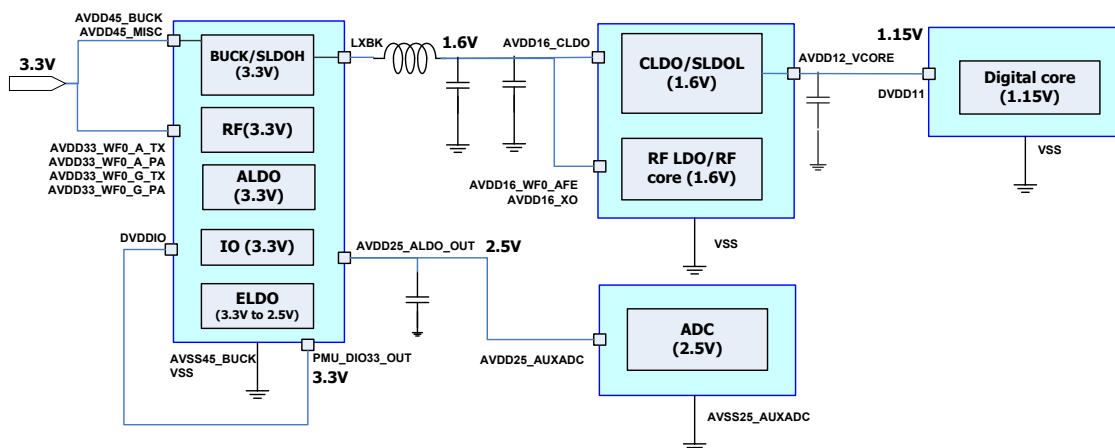 AVDD45_BUCK
AVDD45_MISC
3.3V
BUCK/SLDOH
(3.3V)
RF(3.3V)
AVDD33_WF0_A_TX
AVDD33_WF0_A_PA
AVDD33_WF0_G_TX
AVDD33_WF0_G_PA
ALDO
(3.3V)
DVDDIO
IO (3.3V)
ELDO
(3.3V to 2.5V)
AVSS45_BUCK
VSS
PMU_DIO33_OUT
3.3V
LXBK
1.6V
AVDD16_CLDO
CLDO/SLDOL
(1.6V)
RF LDO/RF
core (1.6V)
AVDD16_WF0_AFE
AVDD16_XO
VSS
AVDD25_ALDO_OUT
2.5V
ADC
(2.5V)
AVDD25_AUXADC
AVSS25_AUXADC
1.15V
AVDD12_VCORE
DVDD11
Digital core
(1.15V)
VSS